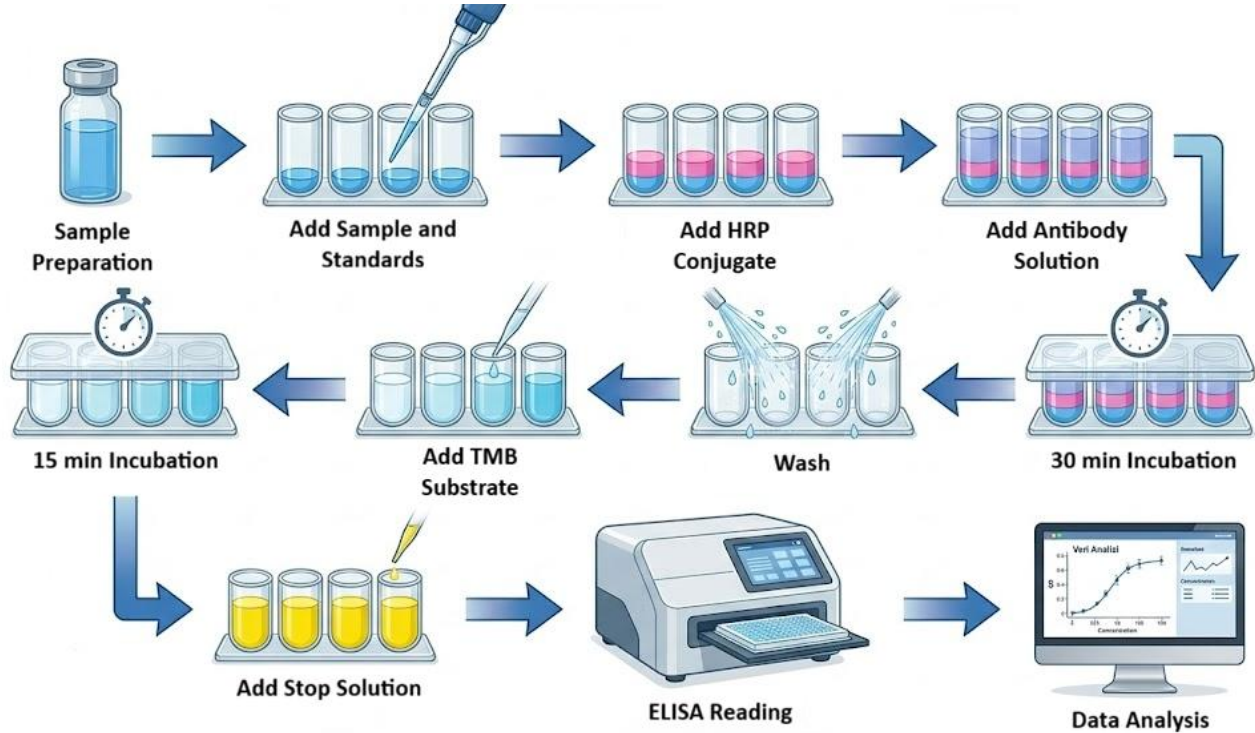 Sample
Preparation
Add Sample and
Standards
Add HRP
Conjugate
Add Antibody
Solution
15 min Incubation
Add TMB
Substrate
Wash
30 min Incubation
Add Stop Solution
ELISA Reading
Veri Analizi
Data Analysis